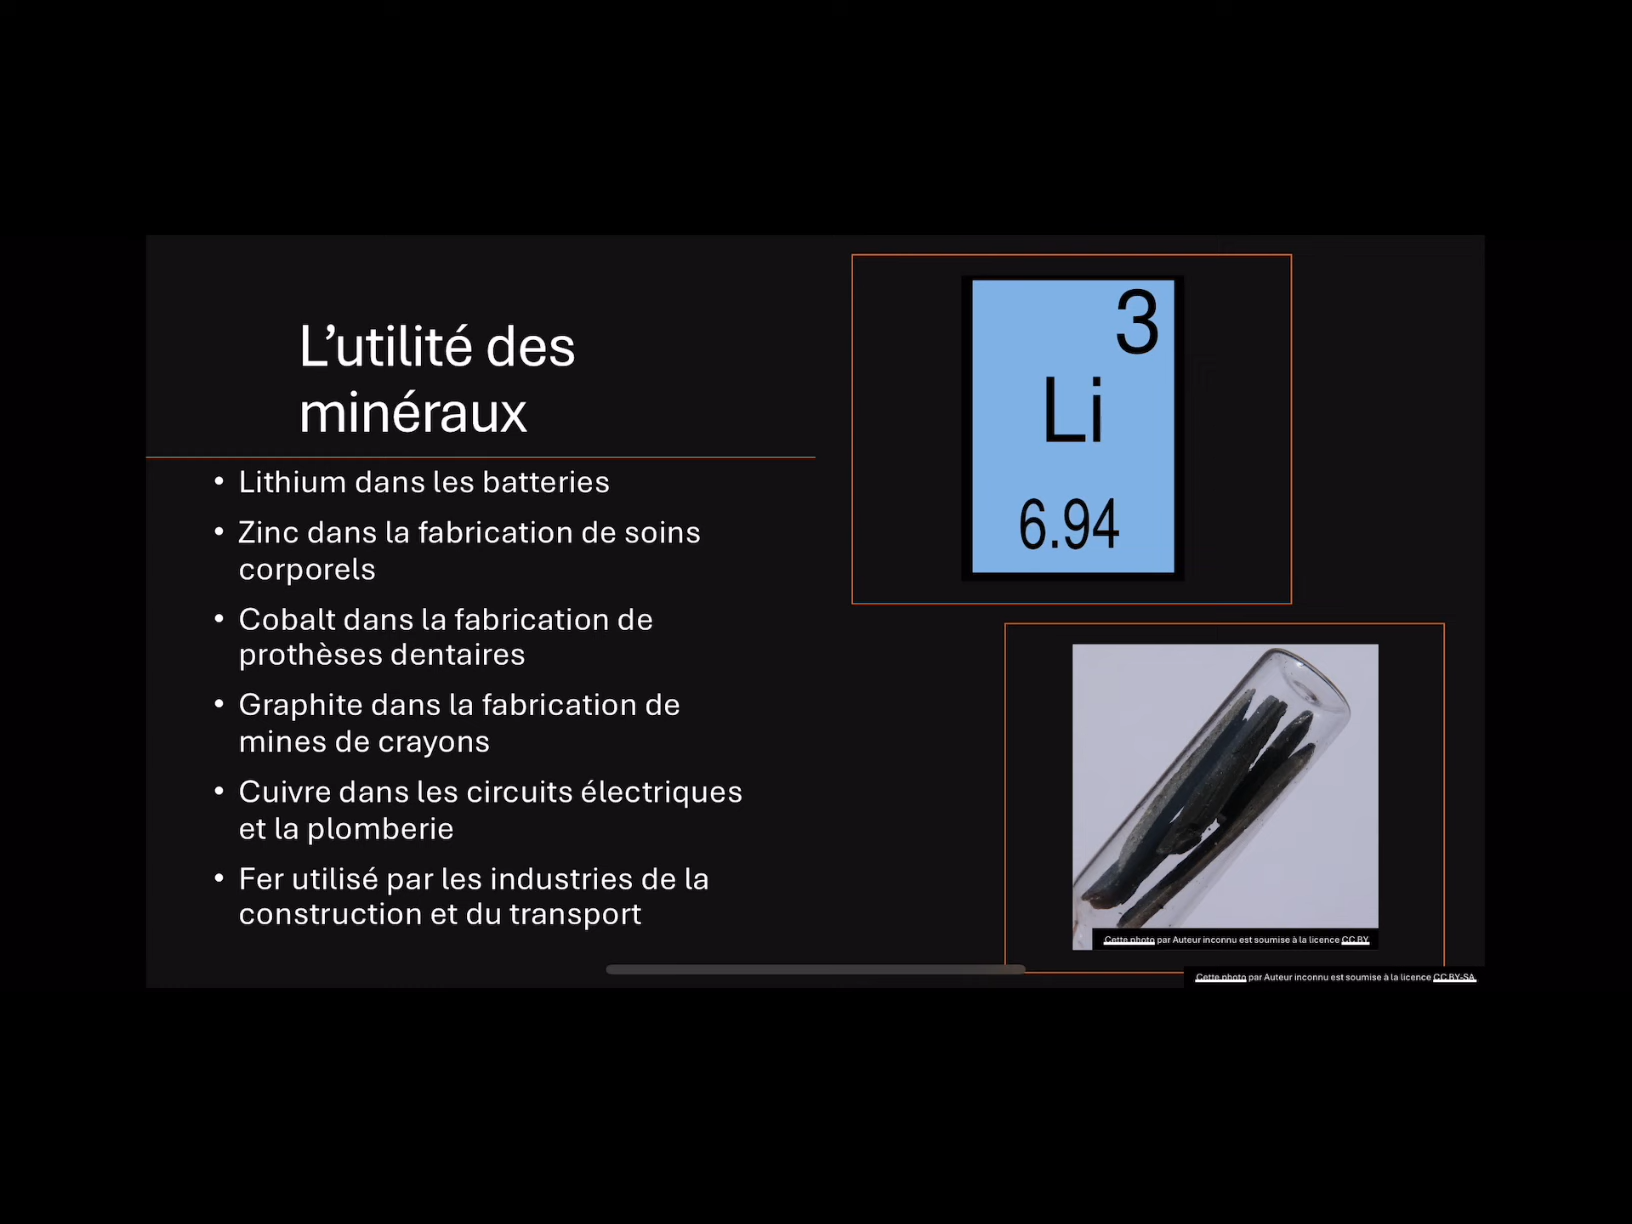 L’utilité des
minéraux
• Lithium dans les batteries
• Zinc dans la fabrication de soins
corporels
• Cobalt dans la fabrication de
prothèses dentaires
• Graphite dans la fabrication de
mines de crayons
• Cuivre dans les circuits électriques
et la plomberie
• Fer utilisé par les industries de la
construction et du transport
3
Li
6.94
Cette photo par Auteur inconnu est soumise à la licence CC BY
Cette photo par Auteur inconnu est soumise à la licence CC BY-SA